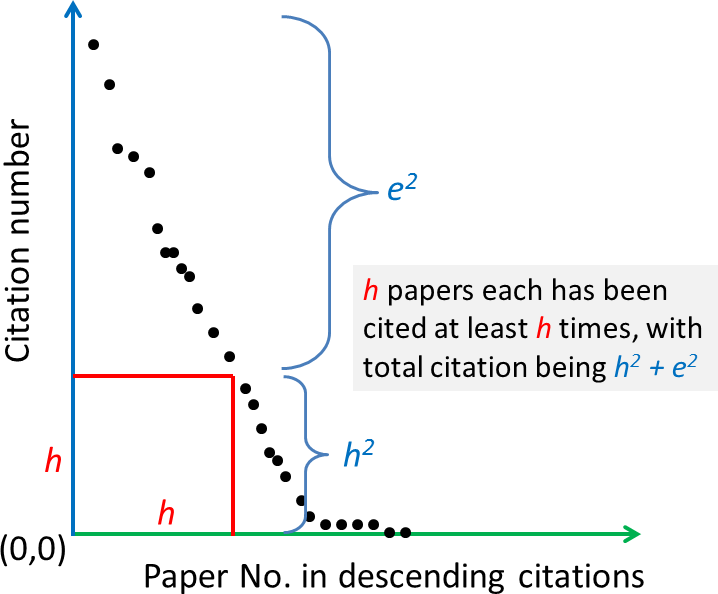 Citation number
e²
h papers each has been
cited at least h times, with
total citation being h² + e²
h
h²
h
(0,0)
Paper No. in descending citations